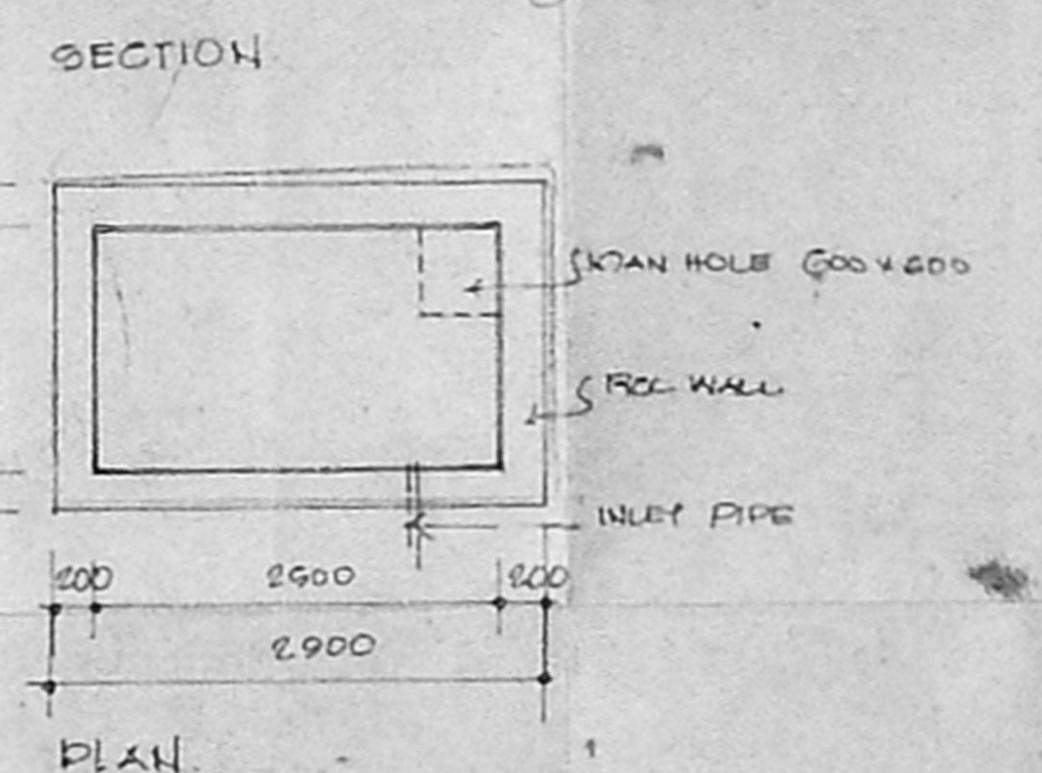 SECTION
MAN HOLE 600 X 600
RCC WALL
INLET PIPE
200 2500 200
2900
PLAN.